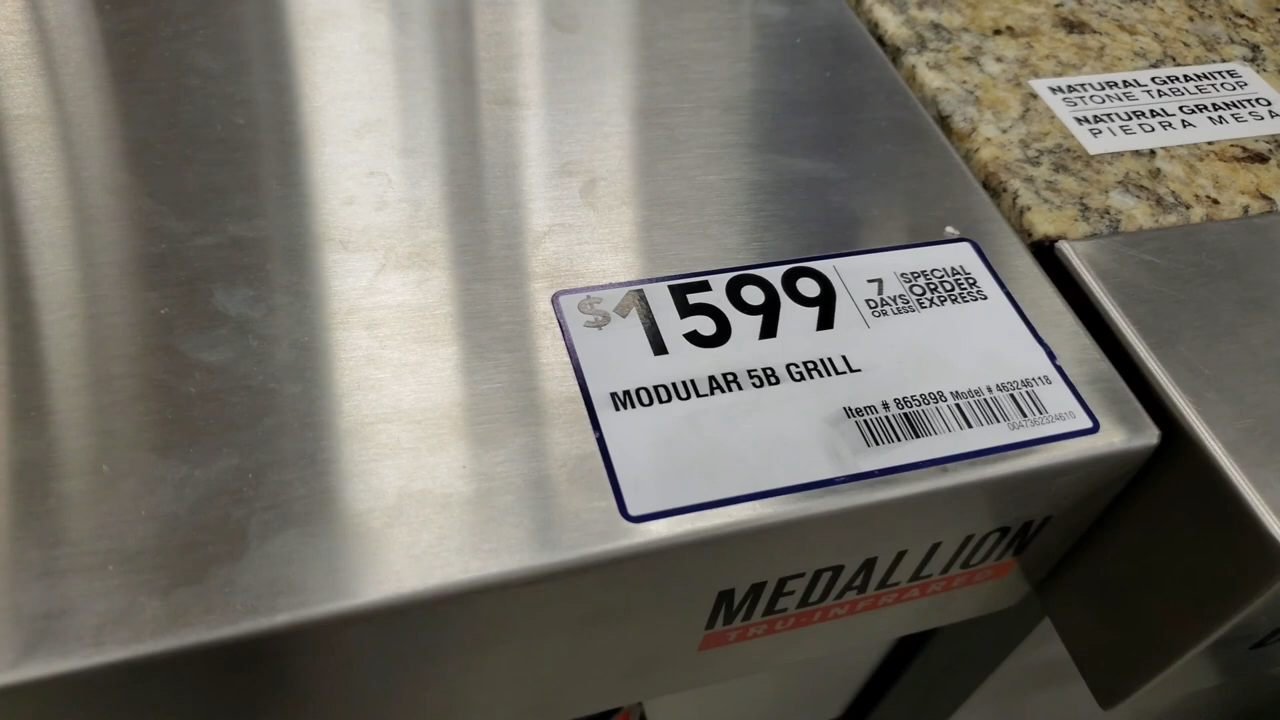 NATURAL GRANITE
STONE TABLETOP
NATURAL GRANITO
PIEDRA MESA
$1599
7
DAYS
OR LESS
SPECIAL
ORDER
EXPRESS
MODULAR 5B GRILL
Item # 865898 Model # 463246118
0047362324610
MEDALLION
TRU-INFRARED